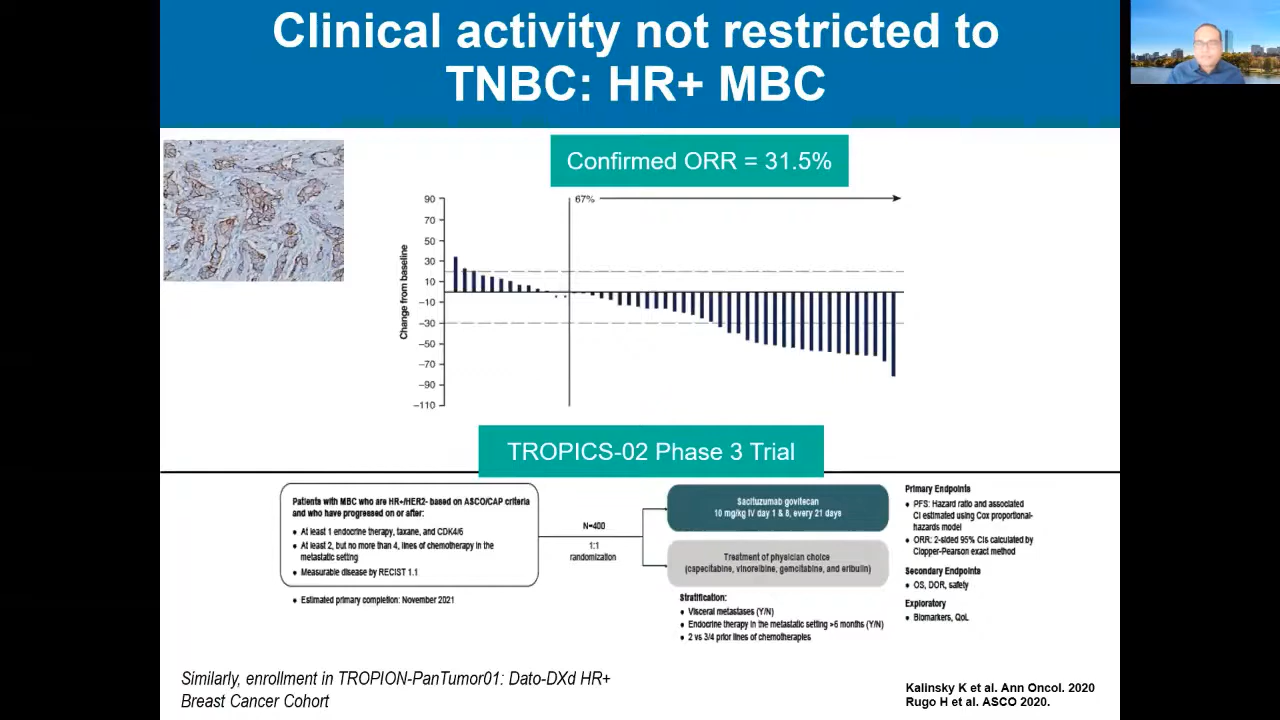 Clinical activity not restricted to
TNBC: HR+ MBC
Confirmed ORR = 31.5%
67%
90
70
50
30
10
−10
−30
−50
−70
−90
−110
Change from baseline
TROPICS-02 Phase 3 Trial
Patients with MBC who are HR+/HER2- based on ASCO/CAP criteria
and who have progressed on or after:
• At least 1 endocrine therapy, taxane, and CDK4/6
• At least 2, but no more than 4, lines of chemotherapy in the
metastatic setting
• Measurable disease by RECIST 1.1
• Estimated primary completion: November 2021
N=400
1:1
randomization
Sacituzumab govitecan
10 mg/kg IV day 1 & 8, every 21 days
Treatment of physician choice
(capecitabine, vinorelbine, gemcitabine, and eribulin)
Stratification:
• Visceral metastases (Y/N)
• Endocrine therapy in the metastatic setting >6 months (Y/N)
• 2 vs 3/4 prior lines of chemotherapies
Primary Endpoints
• PFS: Hazard ratio and associated
CI estimated using Cox proportional-
hazards model
• ORR: 2-sided 95% CIs calculated by
Clopper-Pearson exact method
Secondary Endpoints
• OS, DOR, safety
Exploratory
• Biomarkers, QoL
Similarly, enrollment in TROPION-PanTumor01: Dato-DXd HR+
Breast Cancer Cohort
Kalinsky K et al. Ann Oncol. 2020
Rugo H et al. ASCO 2020.